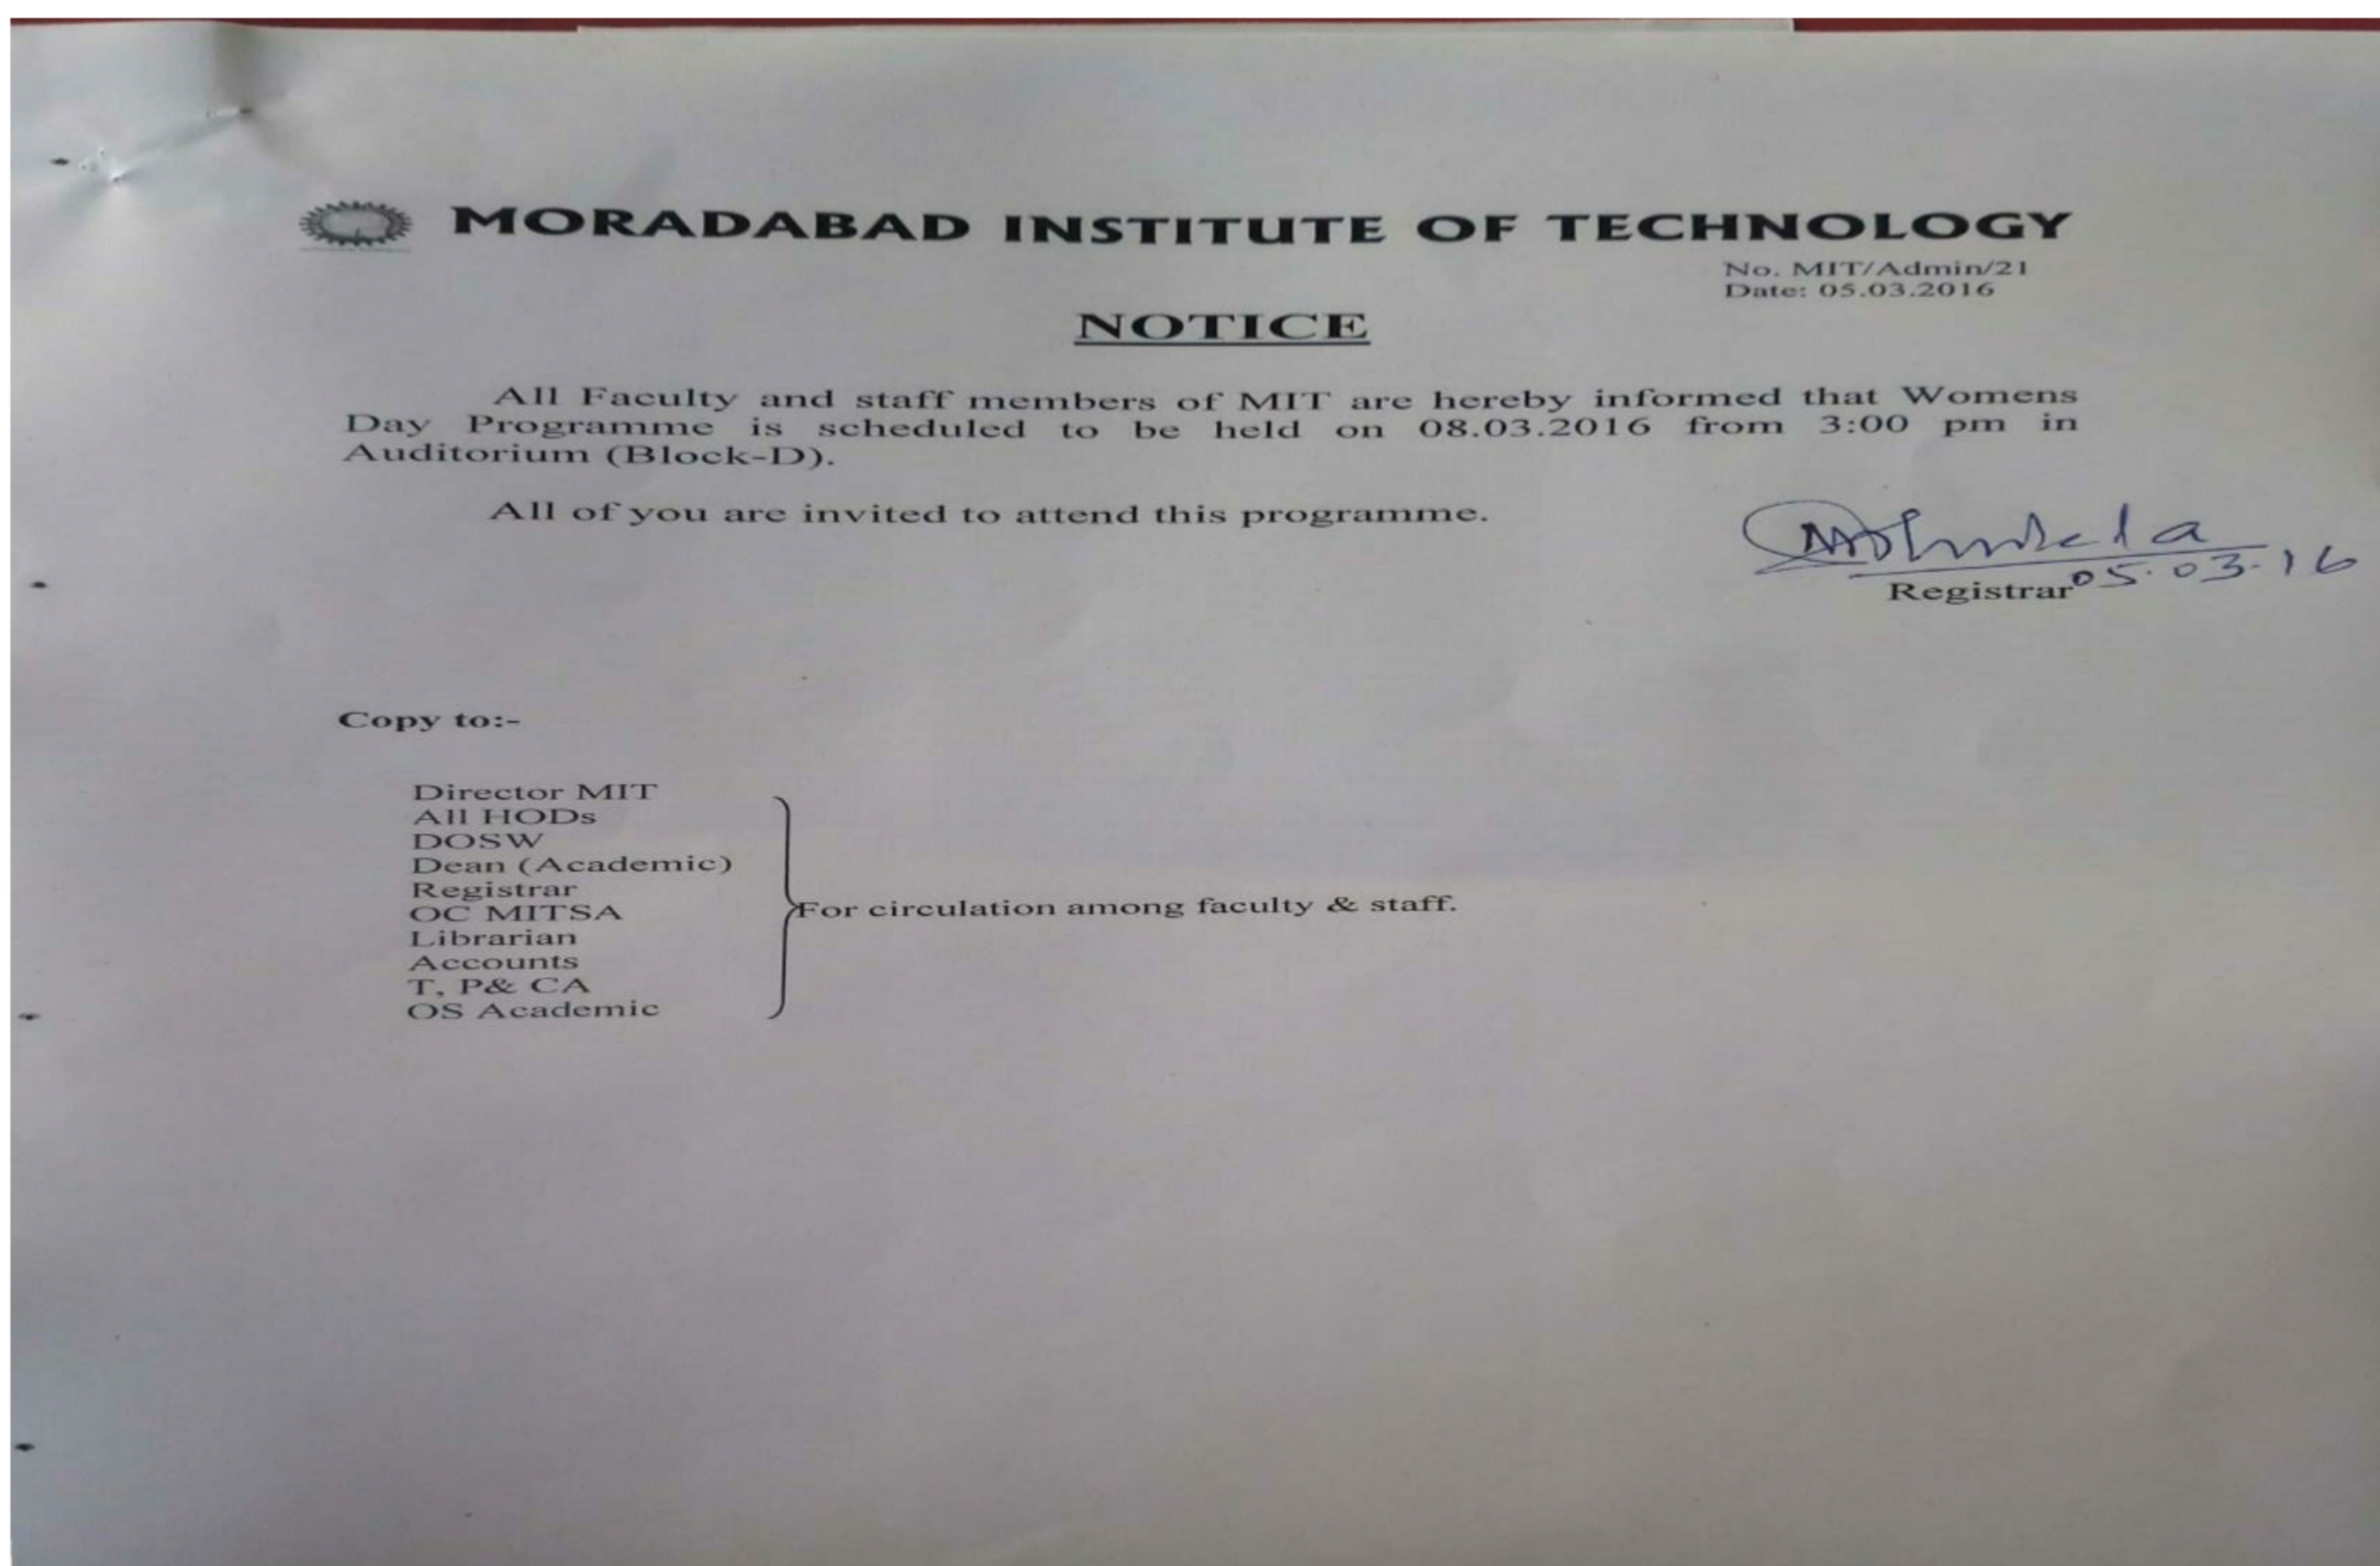 MORADABAD INSTITUTE OF TECHNOLOGY
No. MIT/Admin/21
Date: 05.03.2016
NOTICE
All Faculty and staff members of MIT are hereby informed that Womens
Day Programme is scheduled to be held on 08.03.2016 from 3:00 pm in
Auditorium (Block-D).
All of you are invited to attend this programme.
05.03.16
Registrar
Copy to:-
Director MIT
All HODs
DOSW
Dean (Academic)
Registrar
OC MITSA
For circulation among faculty & staff.
Librarian
Accounts
T, P& CA
OS Academic